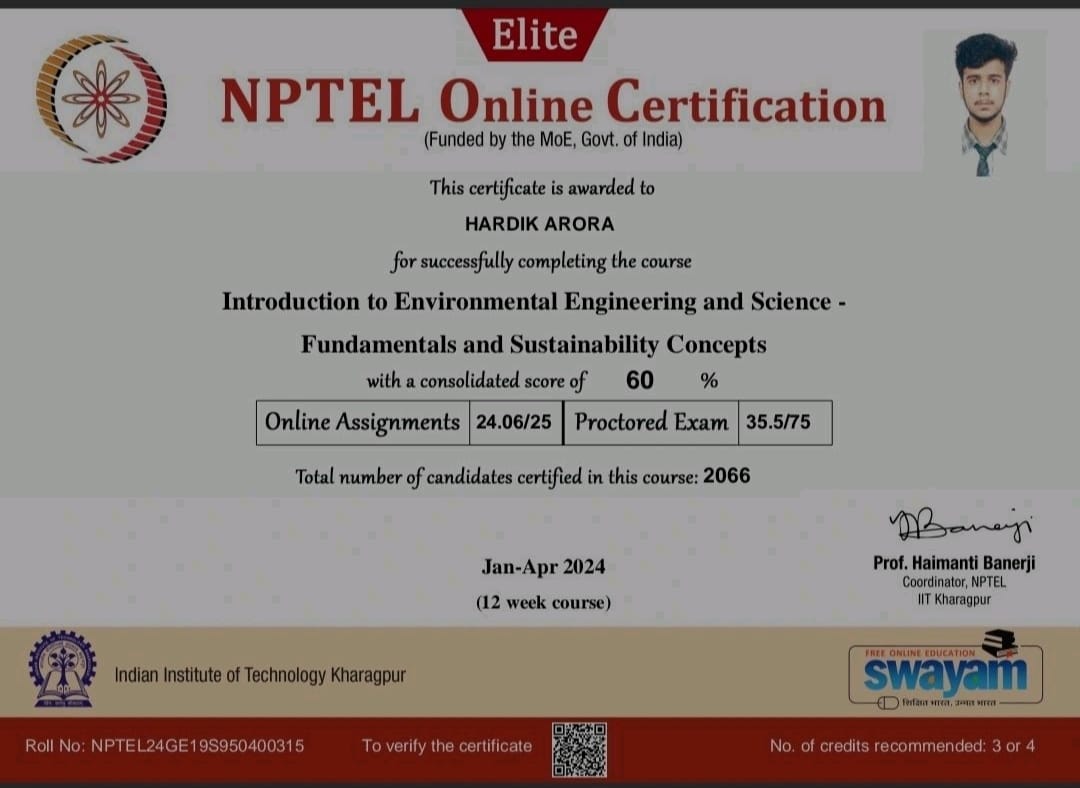 Elite
NPTEL Online Certification
(Funded by the MoE, Govt. of India)
This certificate is awarded to
HARDIK ARORA
for successfully completing the course
Introduction to Environmental Engineering and Science -
Fundamentals and Sustainability Concepts
with a consolidated score of 60 %
Online Assignments 24.06/25 Proctored Exam 35.5/75
Total number of candidates certified in this course: 2066
Jan-Apr 2024
(12 week course)
Prof. Haimanti Banerji
Coordinator, NPTEL
IIT Kharagpur
Indian Institute of Technology Kharagpur
FREE ONLINE EDUCATION
swayam
शिक्षित भारत, उन्नत भारत
Roll No: NPTEL24GE19S950400315 To verify the certificate No. of credits recommended: 3 or 4